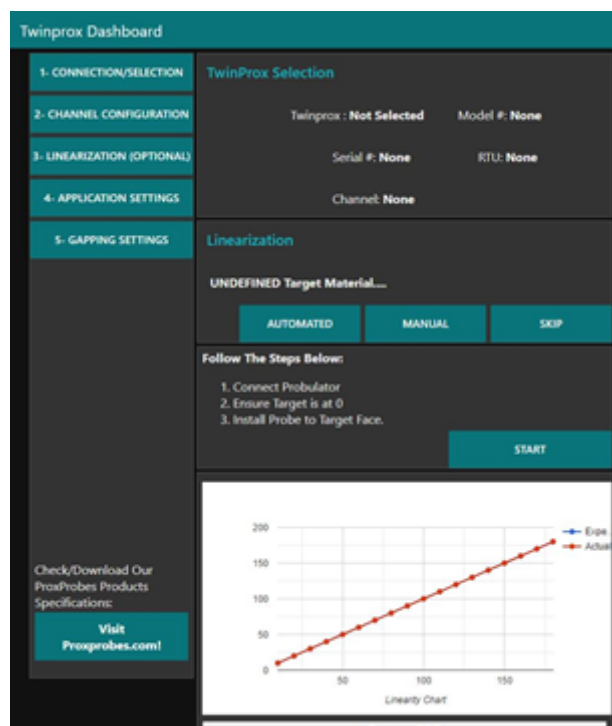 Twinprox Dashboard
1- CONNECTION/SELECTION
2- CHANNEL CONFIGURATION
3- LINEARIZATION (OPTIONAL)
4- APPLICATION SETTINGS
5- GAPPING SETTINGS
Check/Download Our
ProxProbes Products
Specifications:
Visit
Proxprobes.com!
TwinProx Selection
Twinprox : Not Selected Model #: None
Serial #: None RTU: None
Channel: None
Linearization
UNDEFINED Target Material....
AUTOMATED MANUAL SKIP
Follow The Steps Below:
1. Connect Probulator
2. Ensure Target is at 0
3. Install Probe to Target Face.
START
200
150
100
50
0
50 100 150
Linearity Chart
Expe...
Actual